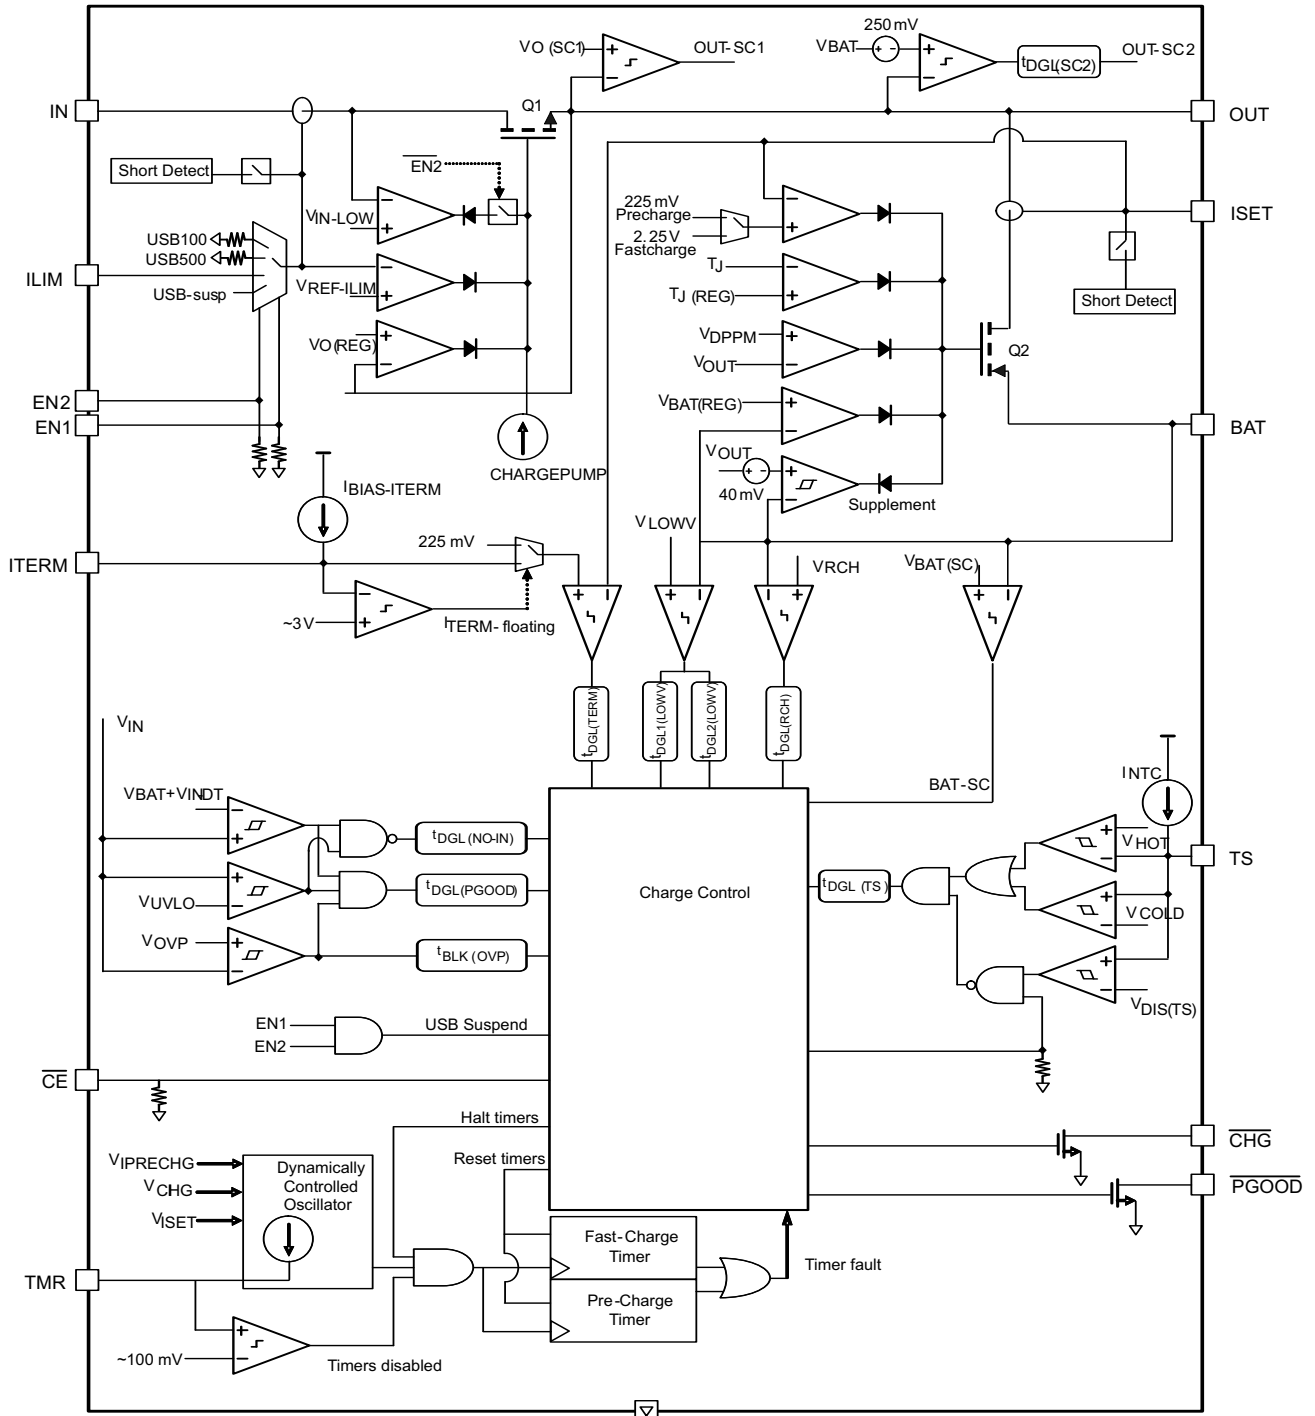 250 mV
VO (SC1)
OUT-SC1
VBAT
tDGL(SC2)
OUT-SC2
IN
Q1
OUT
Short Detect
EN2
VIN-LOW
225 mV
Precharge
2.25V
Fastcharge
ISET
USB100
USB500
ILIM
USB-susp
VREF-ILIM
TJ
TJ (REG)
Short Detect
VO(REG)
VDPPM
VOUT
Q2
EN2
EN1
VBAT(REG)
BAT
CHARGEPUMP
VOUT
40mV
Supplement
IBIAS-ITERM
VLOWV
225 mV
ITERM
VRCH
VBAT(SC)
~3V
ITERM- floating
tDGL(TERM)
tDGL1(LOWV)
tDGL2(LOWV)
tDGL(RCH)
VIN
BAT-SC
INTC
VBAT+VINDT
tDGL(NO-IN)
VHOT
TS
VUVLO
tDGL(PGOOD)
Charge Control
tDGL (TS)
VCOLD
VOVP
tBLK(OVP)
VDIS(TS)
EN1
EN2
USB Suspend
CE
Halt timers
CHG
Reset timers
VIPRECHG
VCHG
VISET
Dynamically
Controlled
Oscillator
PGOOD
Fast-Charge
Timer
Timer fault
TMR
Pre-Charge
Timer
~100 mV
Timers disabled